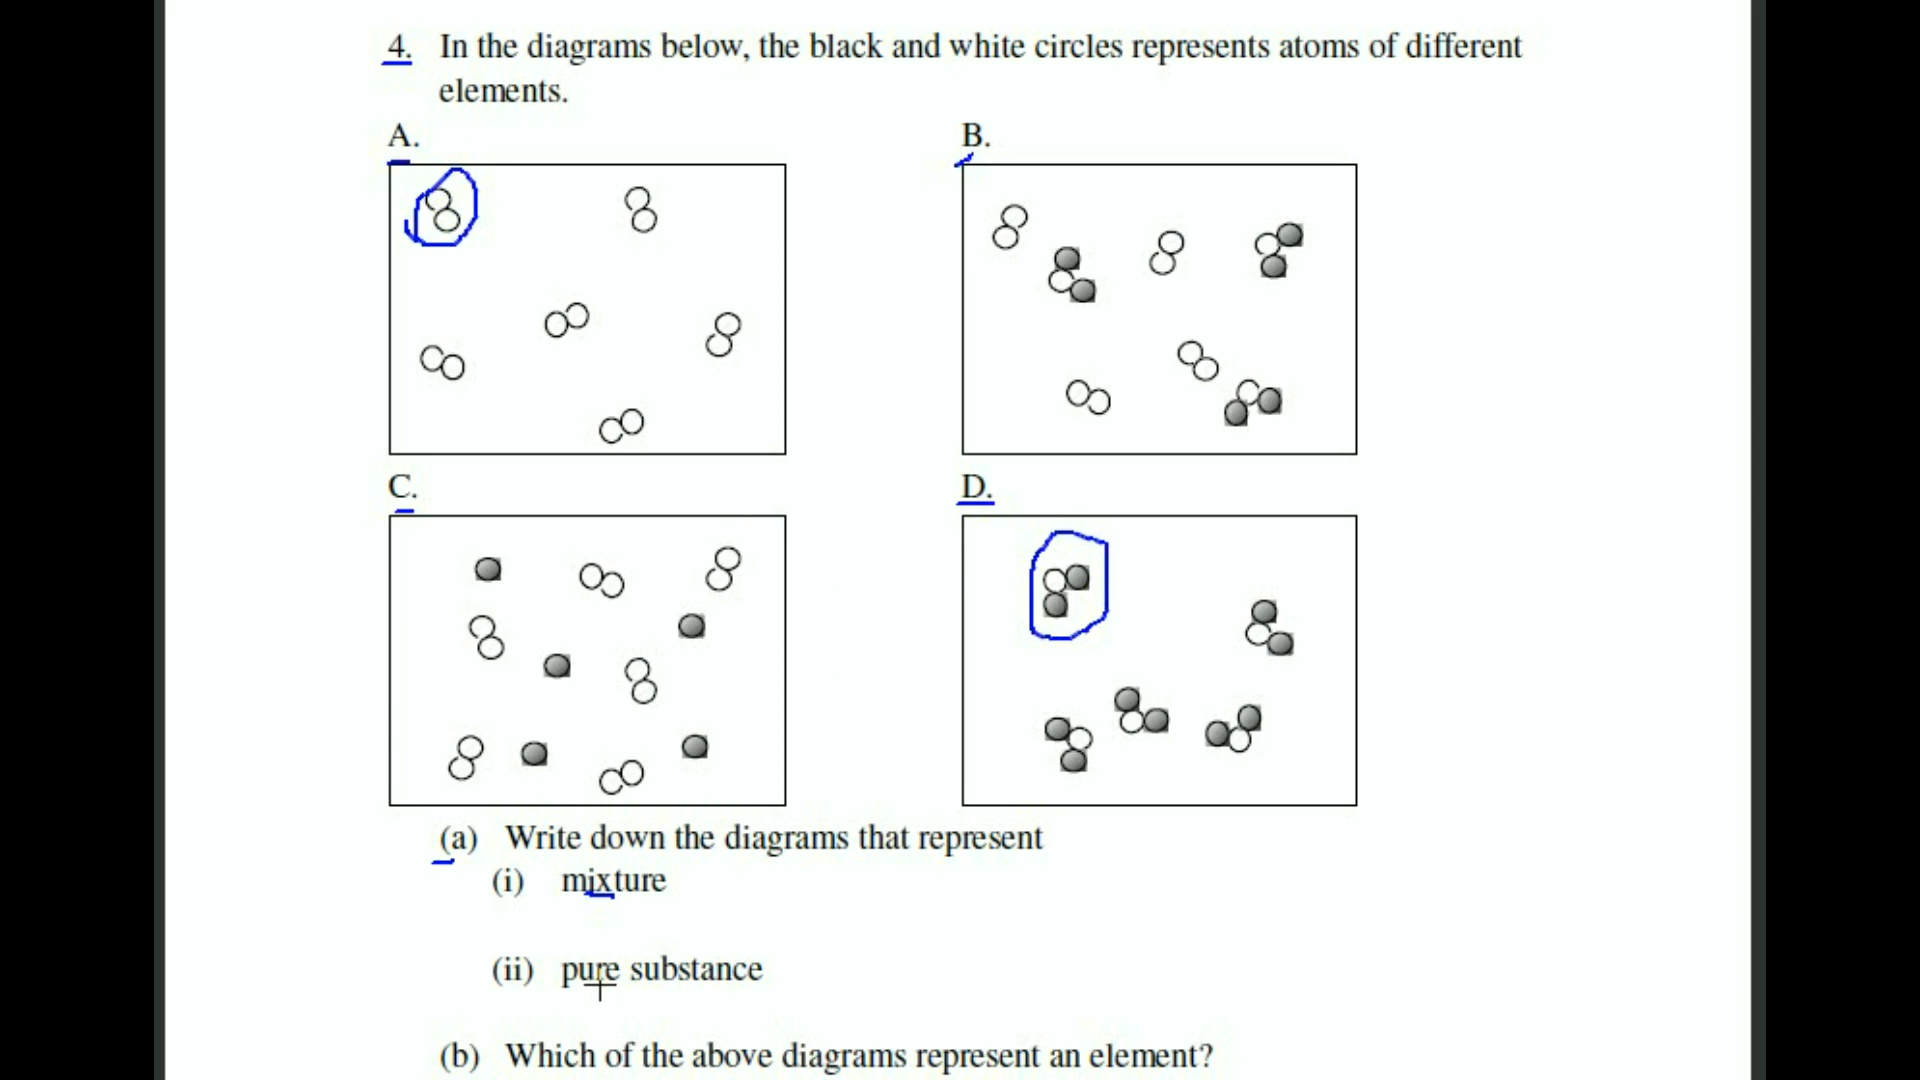 4. In the diagrams below, the black and white circles represents atoms of different
elements.
A.
B.
C.
D.
(a) Write down the diagrams that represent
(i) mixture
(ii) pure substance
(b) Which of the above diagrams represent an element?